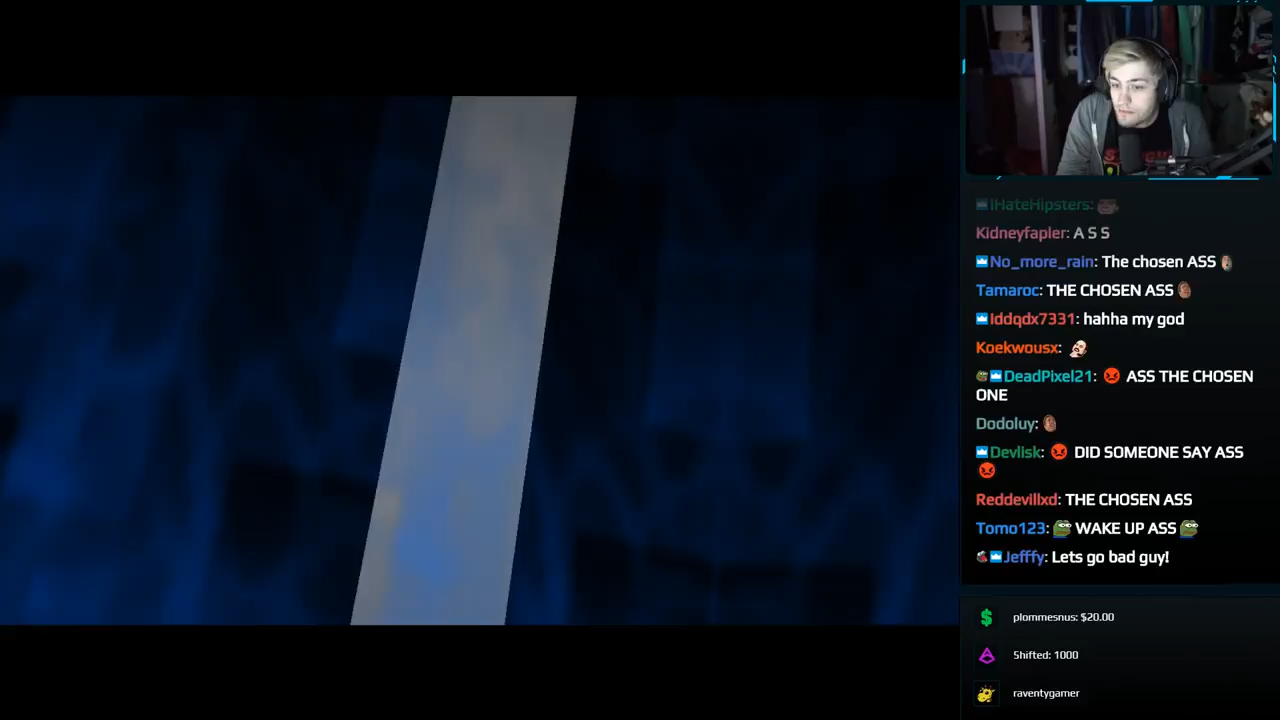 IHateHipsters:
Kidneyfapler: A S S
No_more_rain: The chosen ASS
Tamaroc: THE CHOSEN ASS
Iddqdx7331: hahha my god
Koekwousx:
DeadPixel21: ASS THE CHOSEN
ONE
Dodoluy:
Devlisk: DID SOMEONE SAY ASS
Reddevillxd: THE CHOSEN ASS
Tomo123: WAKE UP ASS
Jefffy: Lets go bad guy!
plommesnus: $20.00
Shifted: 1000
raventygamer